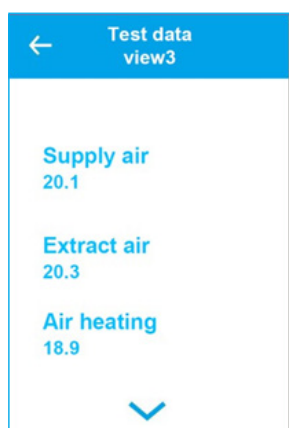 Test data
view3
Supply air
20.1
Extract air
20.3
Air heating
18.9